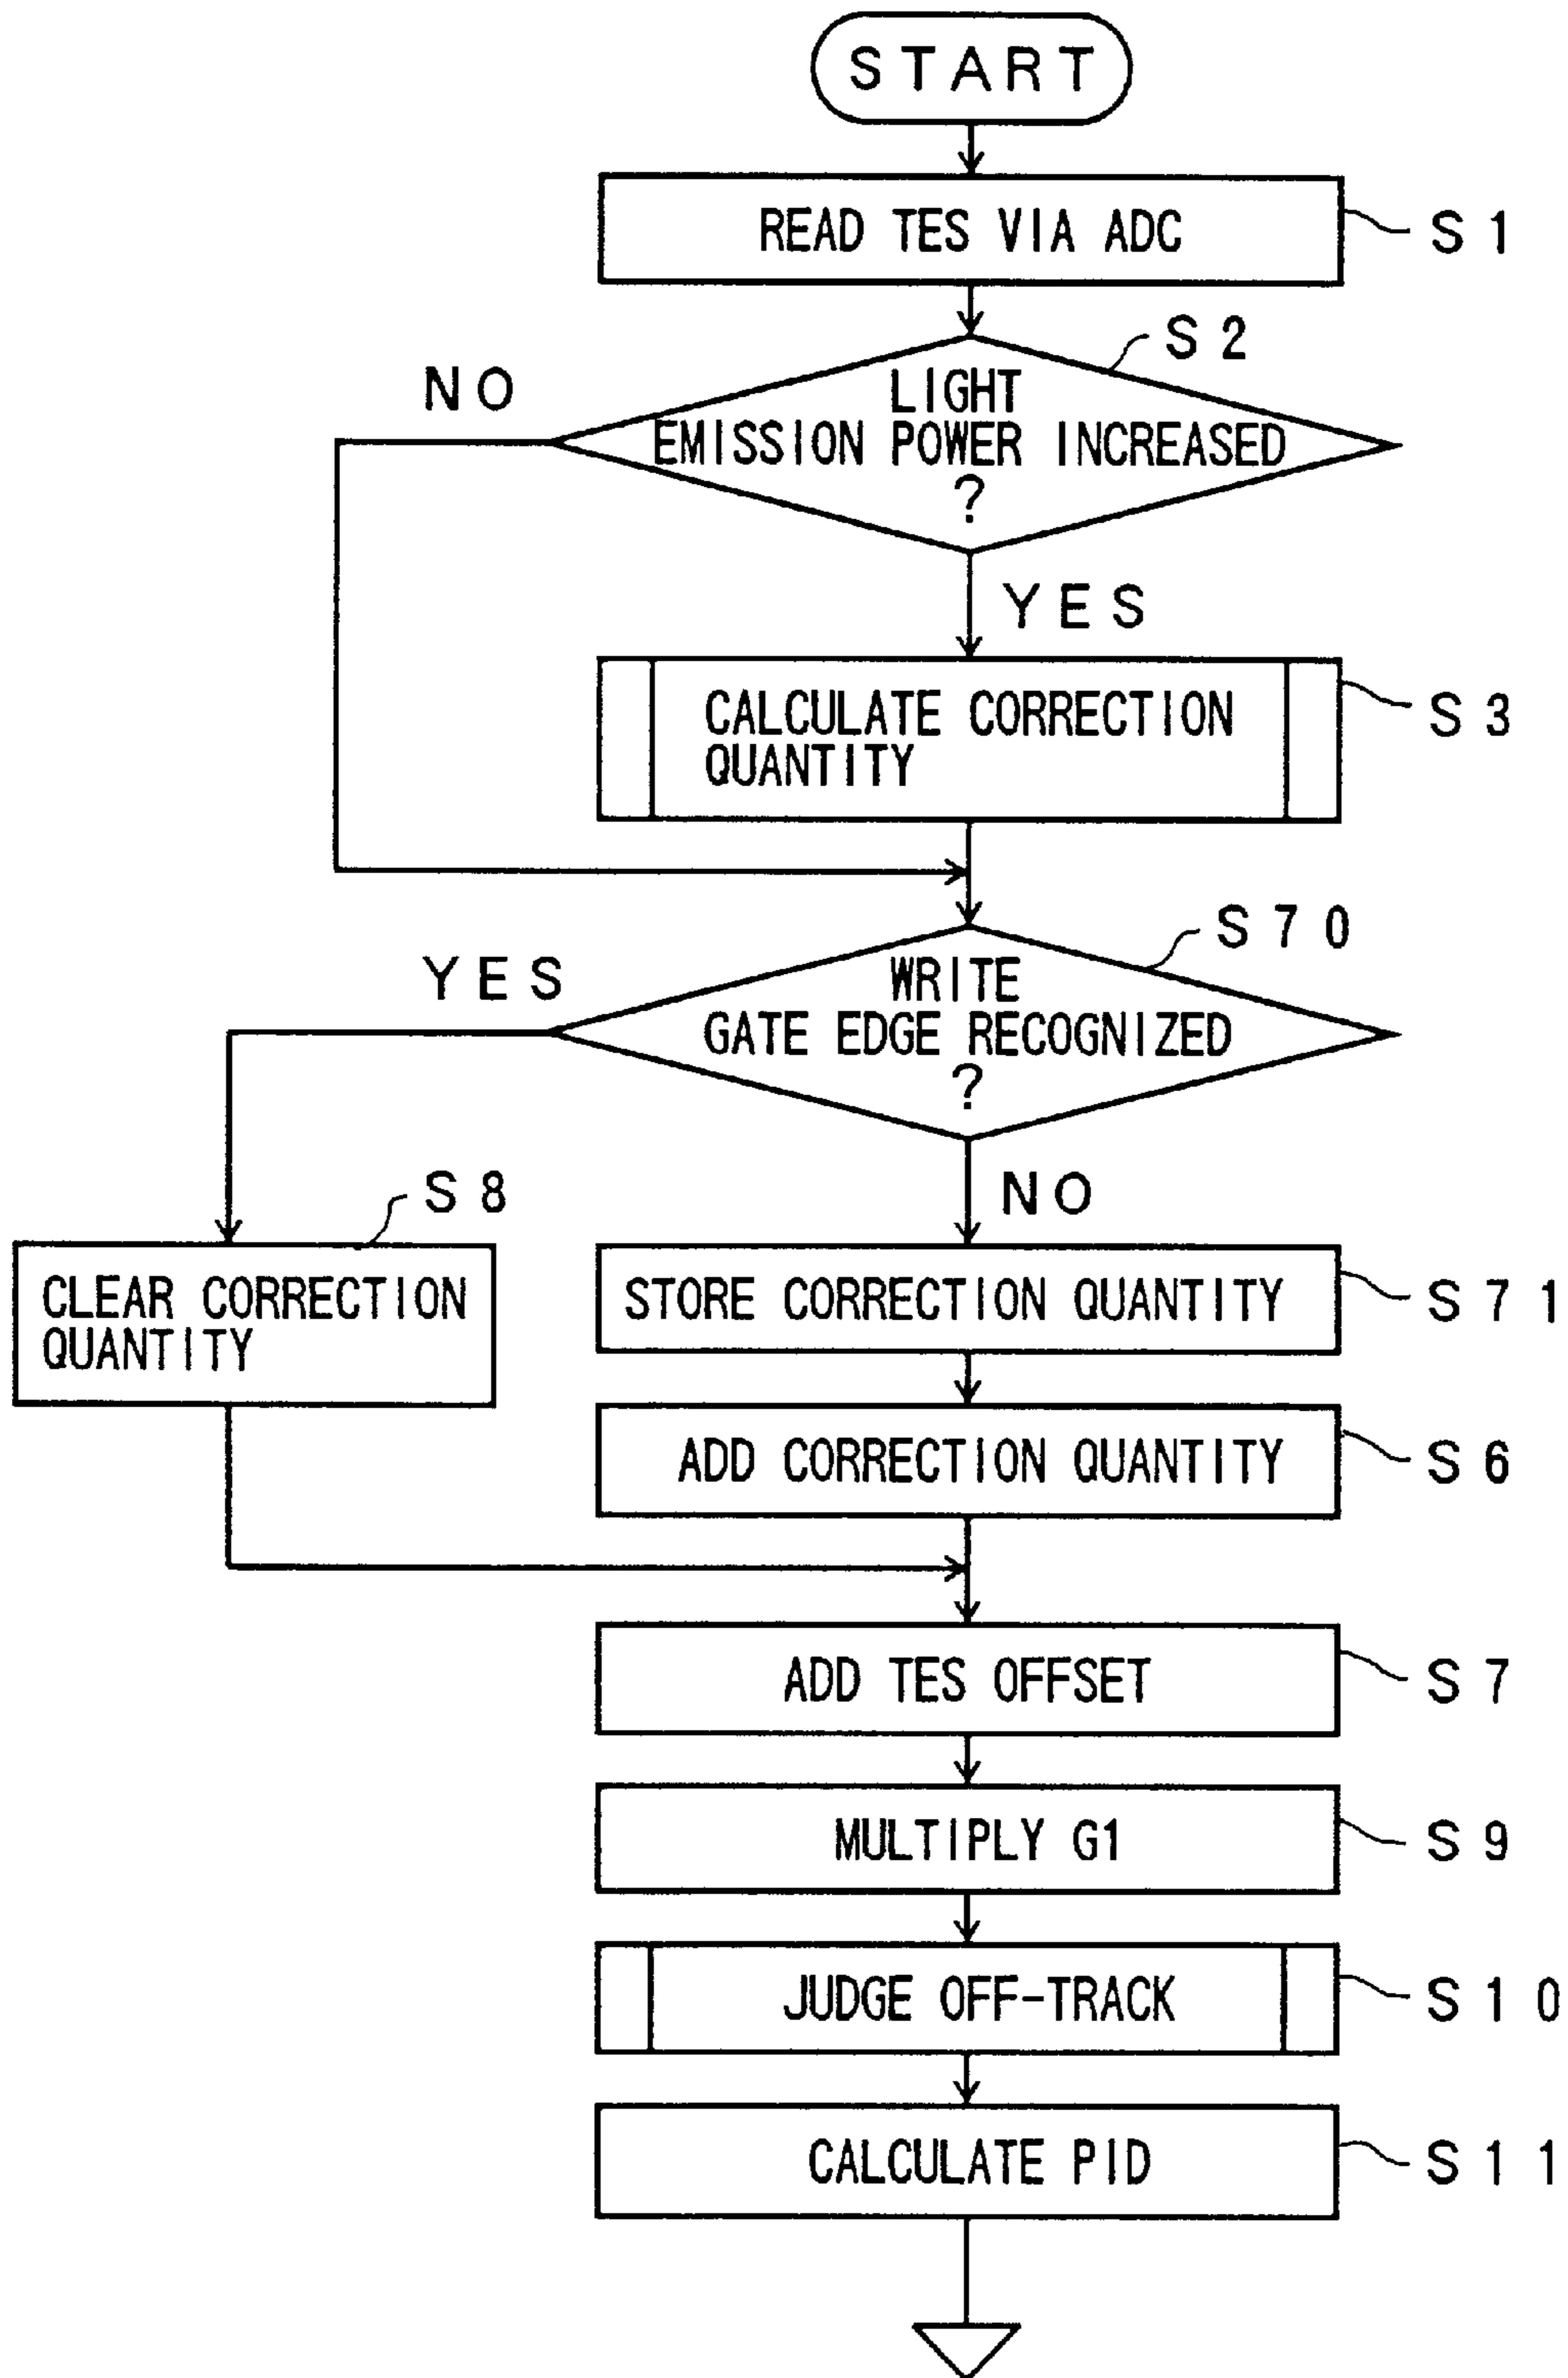 START
READ TES VIA ADC
S1
S2
NO
LIGHT
EMISSION POWER INCREASED
?
YES
CALCULATE CORRECTION
QUANTITY
S3
S70
YES
WRITE
GATE EDGE RECOGNIZED
?
NO
S8
CLEAR CORRECTION
QUANTITY
STORE CORRECTION QUANTITY
S71
ADD CORRECTION QUANTITY
S6
ADD TES OFFSET
S7
MULTIPLY G1
S9
JUDGE OFF-TRACK
S10
CALCULATE PID
S11